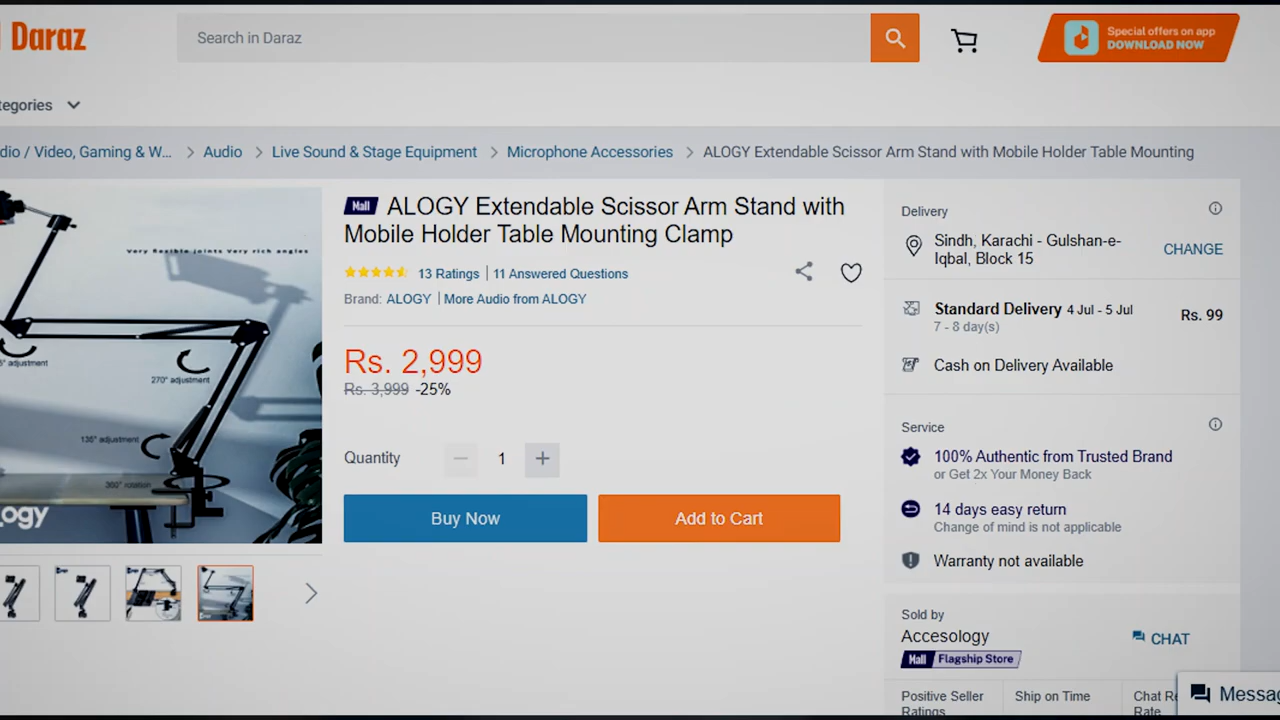 Daraz
Search in Daraz
Special offers on app
DOWNLOAD NOW
tegories
dio / Video, Gaming & W... > Audio > Live Sound & Stage Equipment > Microphone Accessories > ALOGY Extendable Scissor Arm Stand with Mobile Holder Table Mounting
Very flexible joints Very rich angles
° adjustment
270° adjustment
135° adjustment
360° rotation
ogy
Mall ALOGY Extendable Scissor Arm Stand with
Mobile Holder Table Mounting Clamp
13 Ratings | 11 Answered Questions
Brand: ALOGY | More Audio from ALOGY
Rs. 2,999
Rs. 3,999 -25%
Quantity 1
Buy Now Add to Cart
Delivery
Sindh, Karachi - Gulshan-e-
Iqbal, Block 15
CHANGE
Standard Delivery 4 Jul - 5 Jul Rs. 99
7 - 8 day(s)
Cash on Delivery Available
Service
100% Authentic from Trusted Brand
or Get 2x Your Money Back
14 days easy return
Change of mind is not applicable
Warranty not available
Sold by
Accesology
CHAT
Mall Flagship Store
Positive Seller
Ratings
Ship on Time
Chat Re
Rate
Messag